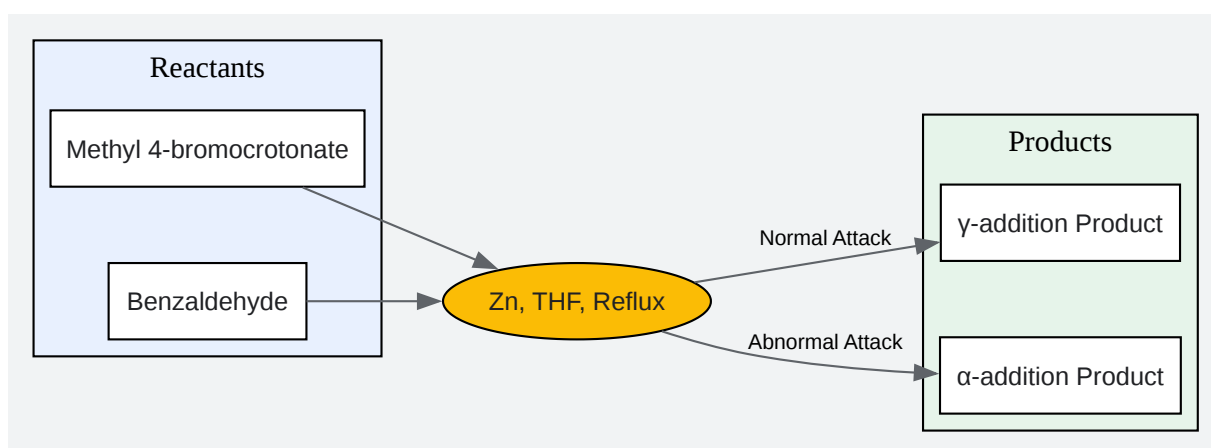 Reactants
Methyl 4-bromocrotonate
Benzaldehyde
Zn, THF, Reflux
Normal Attack
Abnormal Attack
Products
γ-addition Product
α-addition Product